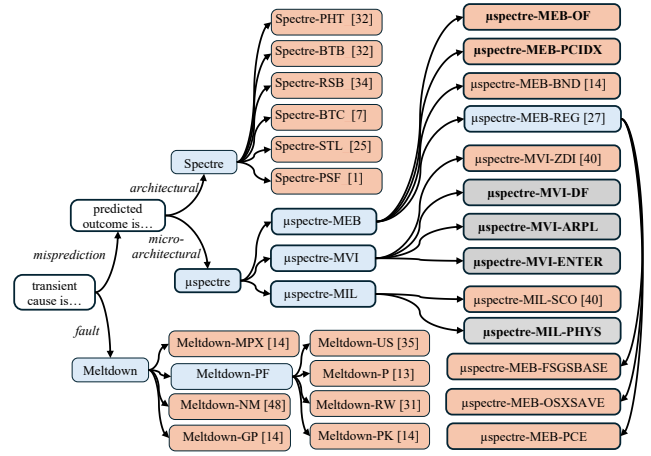 Spectre-PHT [32]
Spectre-BTB [32]
Spectre-RSB [34]
Spectre-BTC [7]
Spectre-STL [25]
Spectre-PSF [1]
µspectre-MEB-OF
µspectre-MEB-PCIDX
µspectre-MEB-BND [14]
µspectre-MEB-REG [27]
µspectre-MVI-ZDI [40]
µspectre-MVI-DF
µspectre-MVI-ARPL
µspectre-MVI-ENTER
µspectre-MIL-SCO [40]
µspectre-MIL-PHYS
Spectre
architectural
predicted
outcome is…
micro-
architectural
µspectre-MEB
µspectre-MVI
µspectre-MIL
misprediction
µspectre
transient
cause is…
fault
Meltdown
Meltdown-MPX [14]
Meltdown-PF
Meltdown-NM [48]
Meltdown-GP [14]
Meltdown-US [35]
Meltdown-P [13]
Meltdown-RW [31]
Meltdown-PK [14]
µspectre-MEB-FSGSBASE
µspectre-MEB-OSXSAVE
µspectre-MEB-PCE